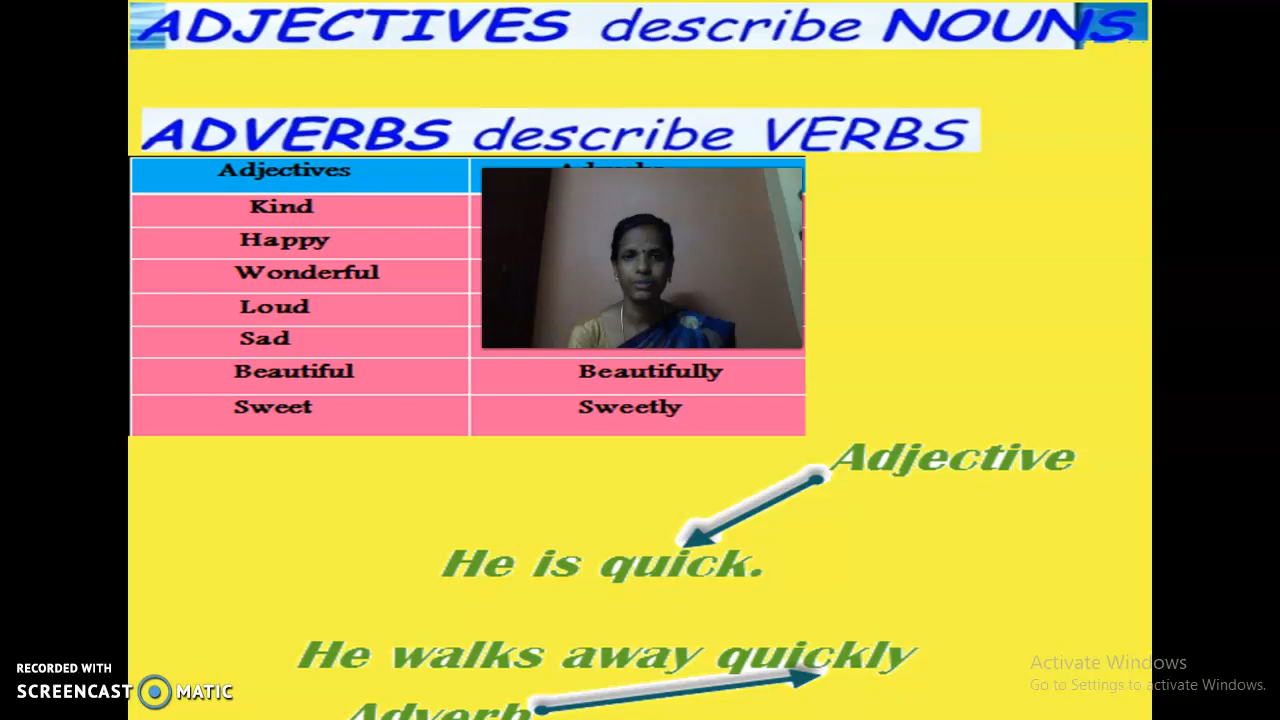 ADJECTIVES describe NOUNS
ADVERBS describe VERBS
Adjectives
Kind
Happy
Wonderful
Loud
Sad
Beautiful Beautifully
Sweet Sweetly
Adjective
He is quick.
He walks away quickly
Adverb
RECORDED WITH
SCREENCAST MATIC
Activate Windows
Go to Settings to activate Windows.